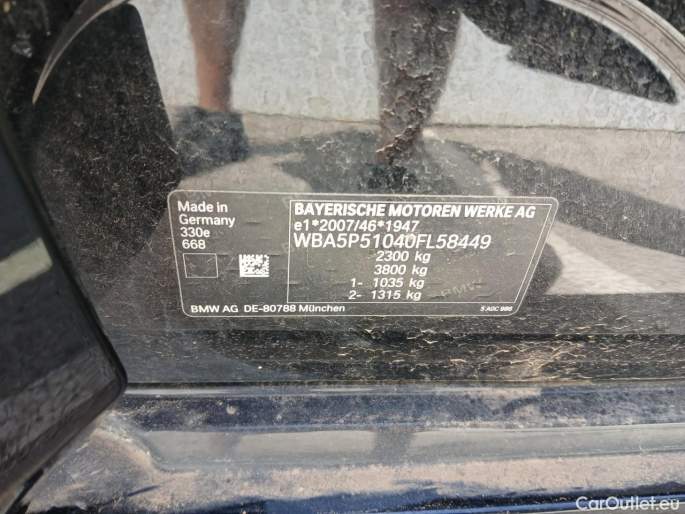 Made in
Germany
330e
668
BAYERISCHE MOTOREN WERKE AG
e1*2007/46*1947
WBA5P51040FL58449
2300 kg
3800 kg
1- 1035 kg
2- 1315 kg
BMW AG DE-80788 München
CarOutlet.eu